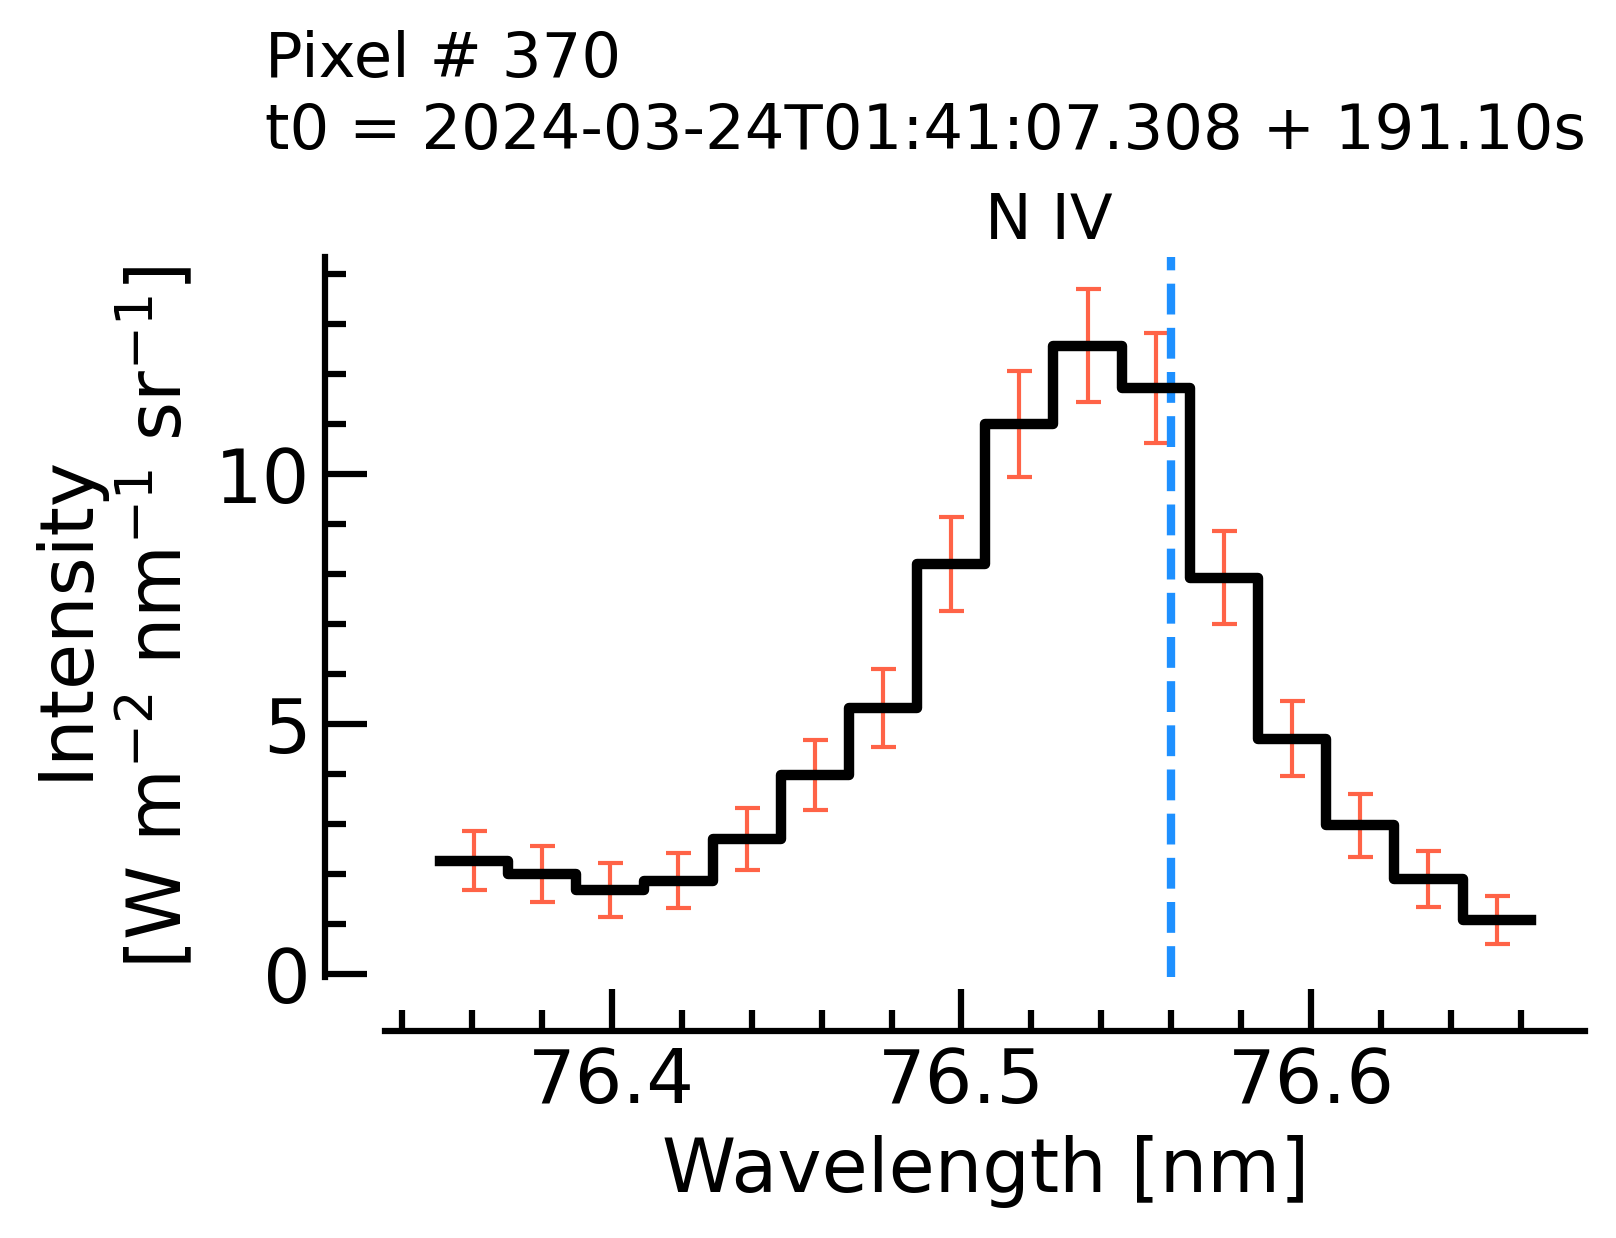 Pixel # 370
t0 = 2024-03-24T01:41:07.308 + 191.10s
N IV
Intensity
[W m⁻² nm⁻¹ sr⁻¹]
10
5
0
76.4 76.5 76.6
Wavelength [nm]